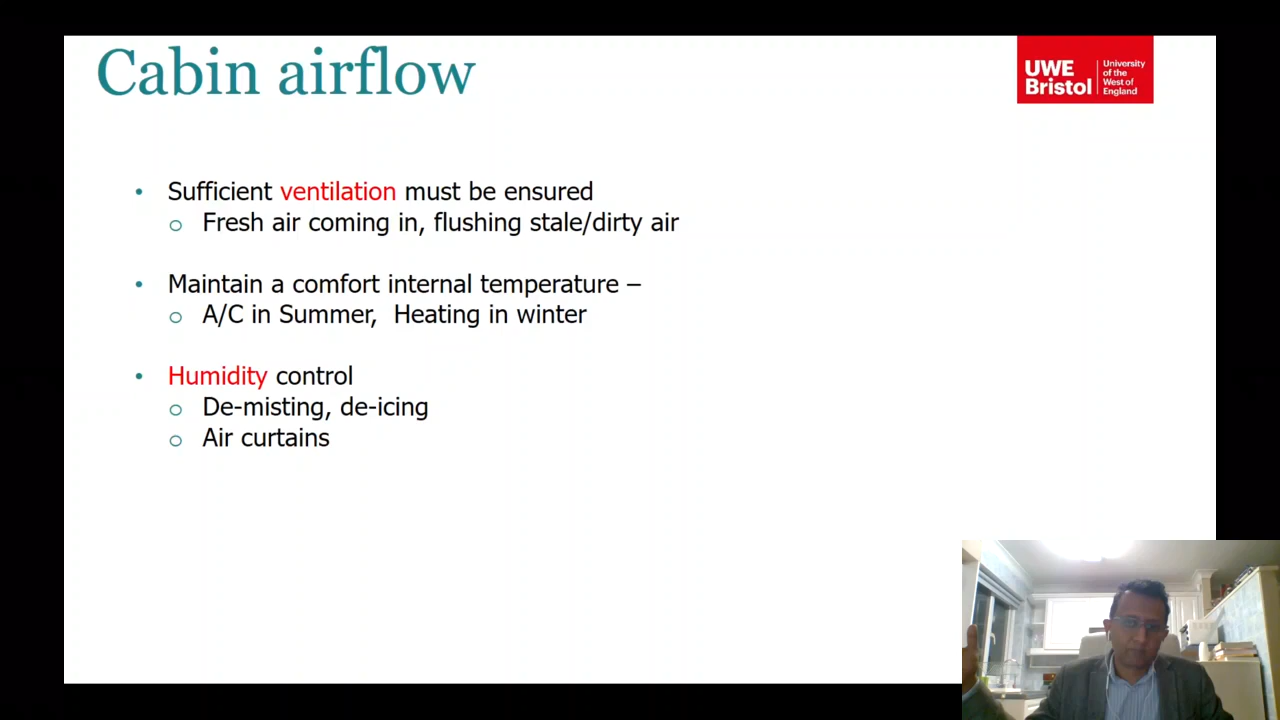 Cabin airflow
UWE
Bristol
University
of the
West of
England
• Sufficient ventilation must be ensured
o Fresh air coming in, flushing stale/dirty air
• Maintain a comfort internal temperature –
o A/C in Summer,  Heating in winter
• Humidity control
o De-misting, de-icing
o Air curtains